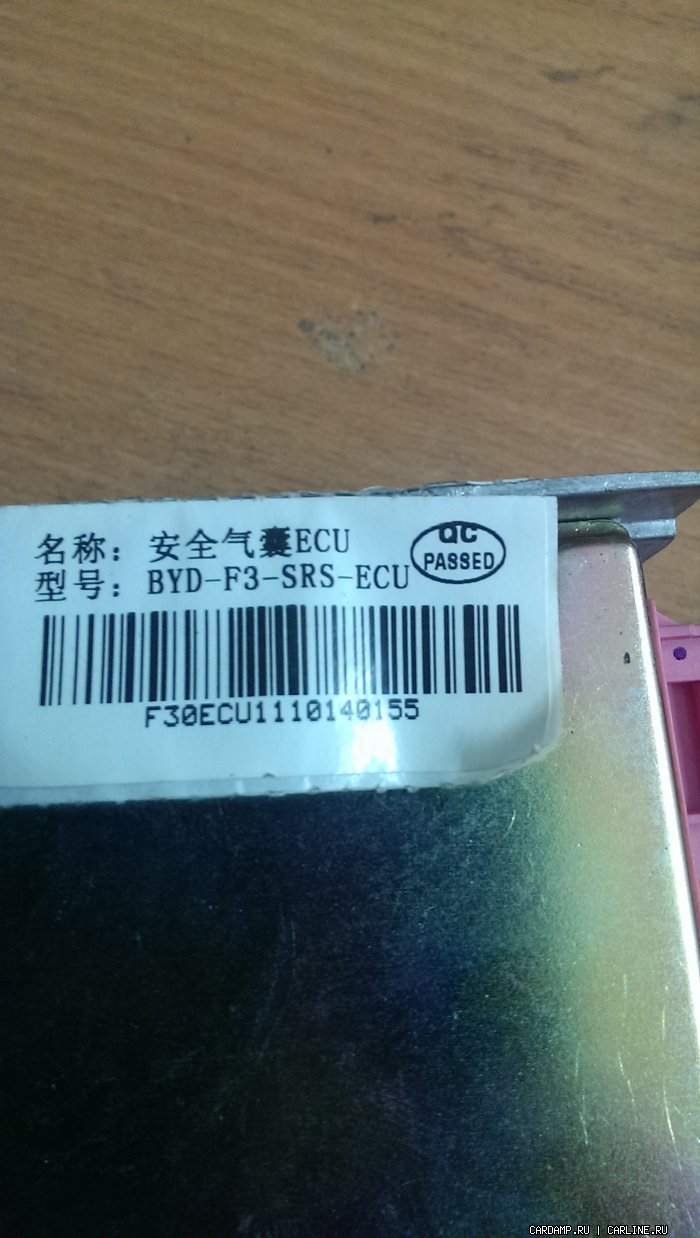 名称：安全气囊ECU
型号：BYD-F3-SRS-ECU
QC
PASSED
F30ECU1110140155
CARDAMP.RU | CARLINE.RU